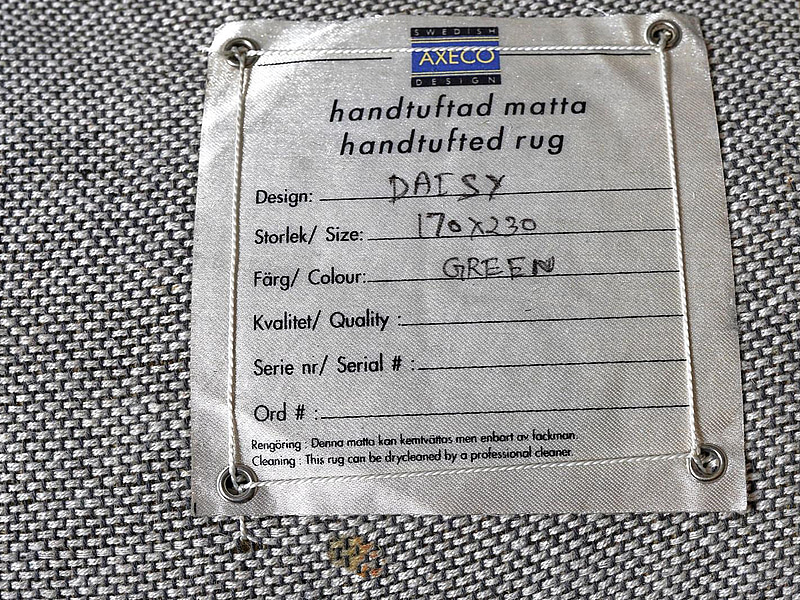 SWEDISH
AXECO
DESIGN
handtuftad matta
handtufted rug
Design: DAISY
Storlek/ Size: 170X230
Färg/ Colour: GREEN
Kvalitet/ Quality :
Serie nr/ Serial # :
Ord # :
Rengöring : Denna matta kan kemtvättas men enbart av fackman.
Cleaning : This rug can be drycleaned by a professional cleaner.